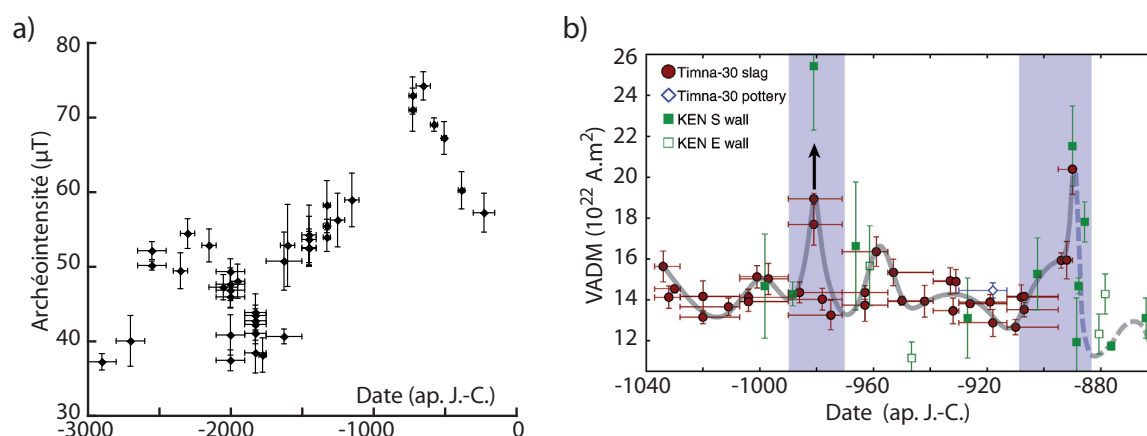 a)
80
70
60
50
40
30
Archéointensité (µT)
-3000
-2000
-1000
0
Date (ap. J.-C.)
b)
26
24
22
20
18
16
14
12
VADM (10²² A.m²)
Timna-30 slag
Timna-30 pottery
KEN S wall
KEN E wall
-1040
-1000
-960
-920
-880
Date (ap. J.-C.)